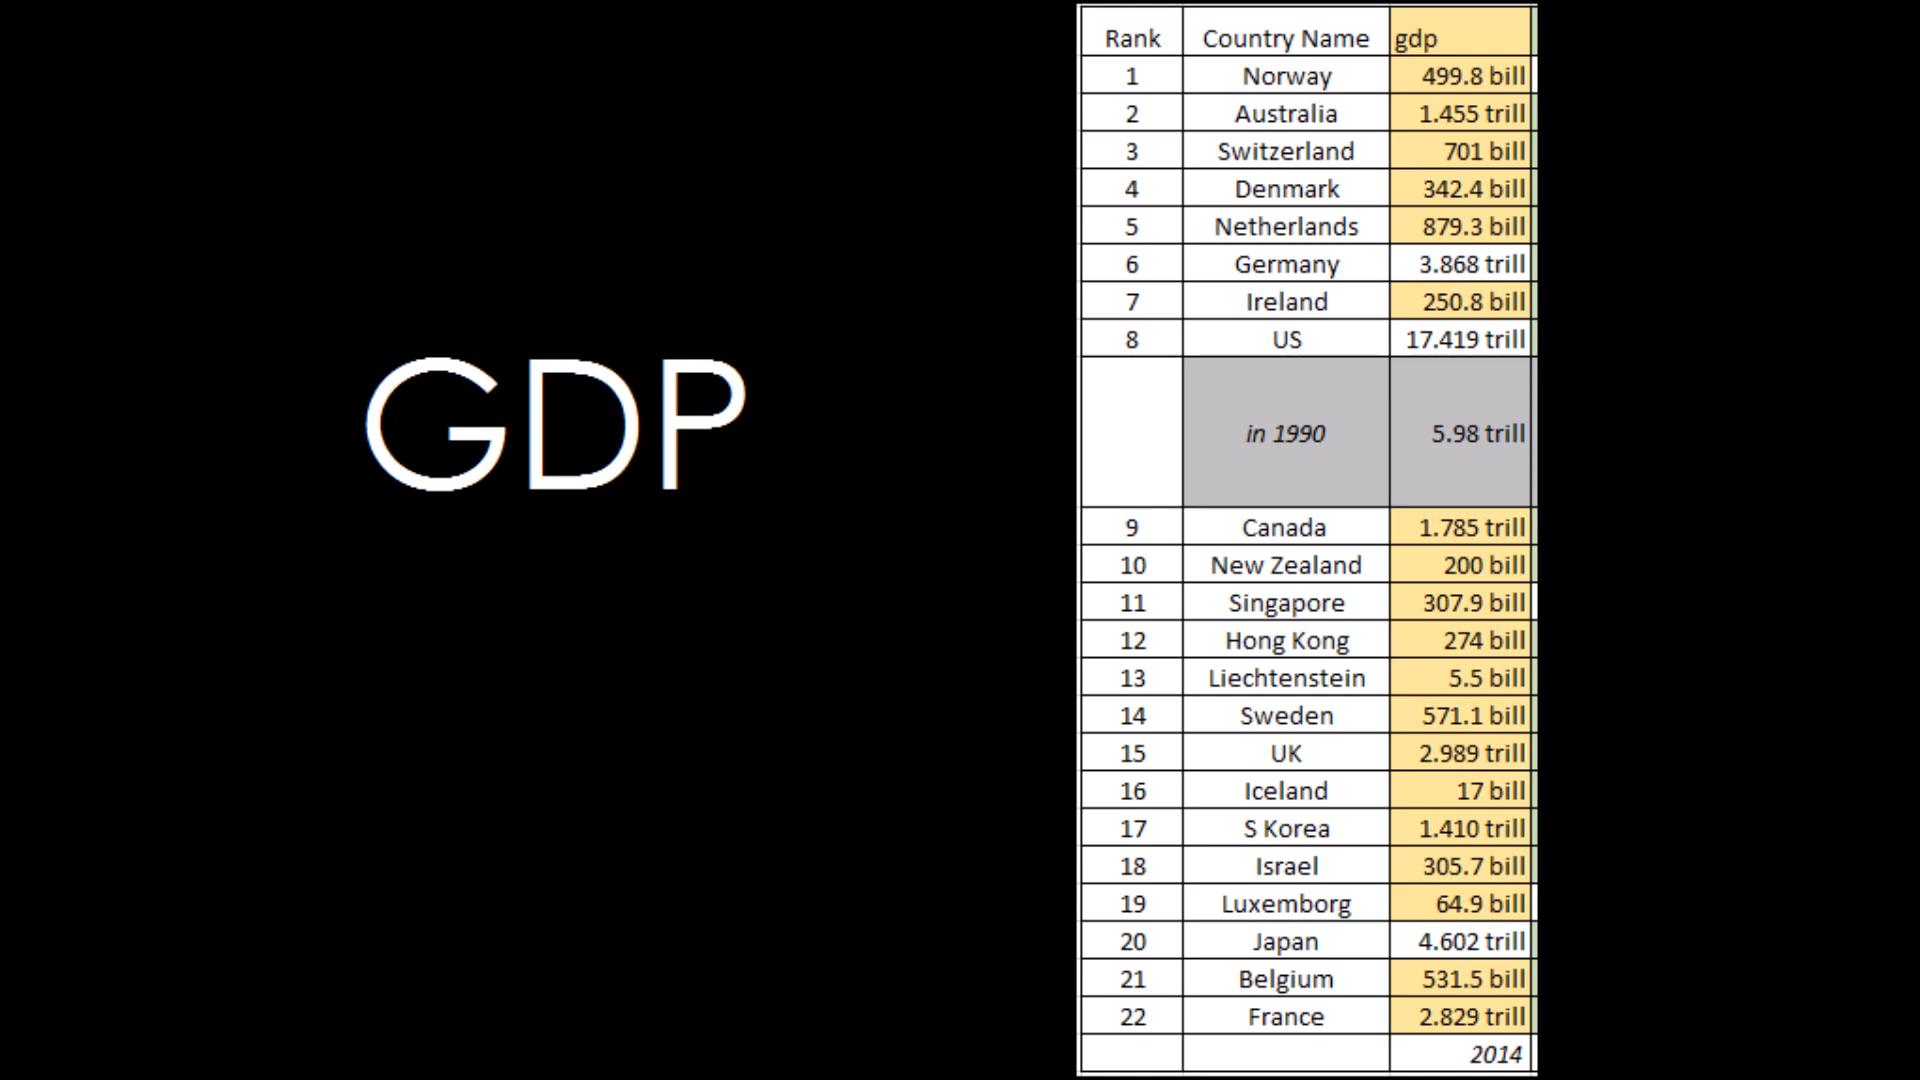 GDP
Rank Country Name gdp
1 Norway 499.8 bill
2 Australia 1.455 trill
3 Switzerland 701 bill
4 Denmark 342.4 bill
5 Netherlands 879.3 bill
6 Germany 3.868 trill
7 Ireland 250.8 bill
8 US 17.419 trill
in 1990 5.98 trill
9 Canada 1.785 trill
10 New Zealand 200 bill
11 Singapore 307.9 bill
12 Hong Kong 274 bill
13 Liechtenstein 5.5 bill
14 Sweden 571.1 bill
15 UK 2.989 trill
16 Iceland 17 bill
17 S Korea 1.410 trill
18 Israel 305.7 bill
19 Luxemborg 64.9 bill
20 Japan 4.602 trill
21 Belgium 531.5 bill
22 France 2.829 trill
2014